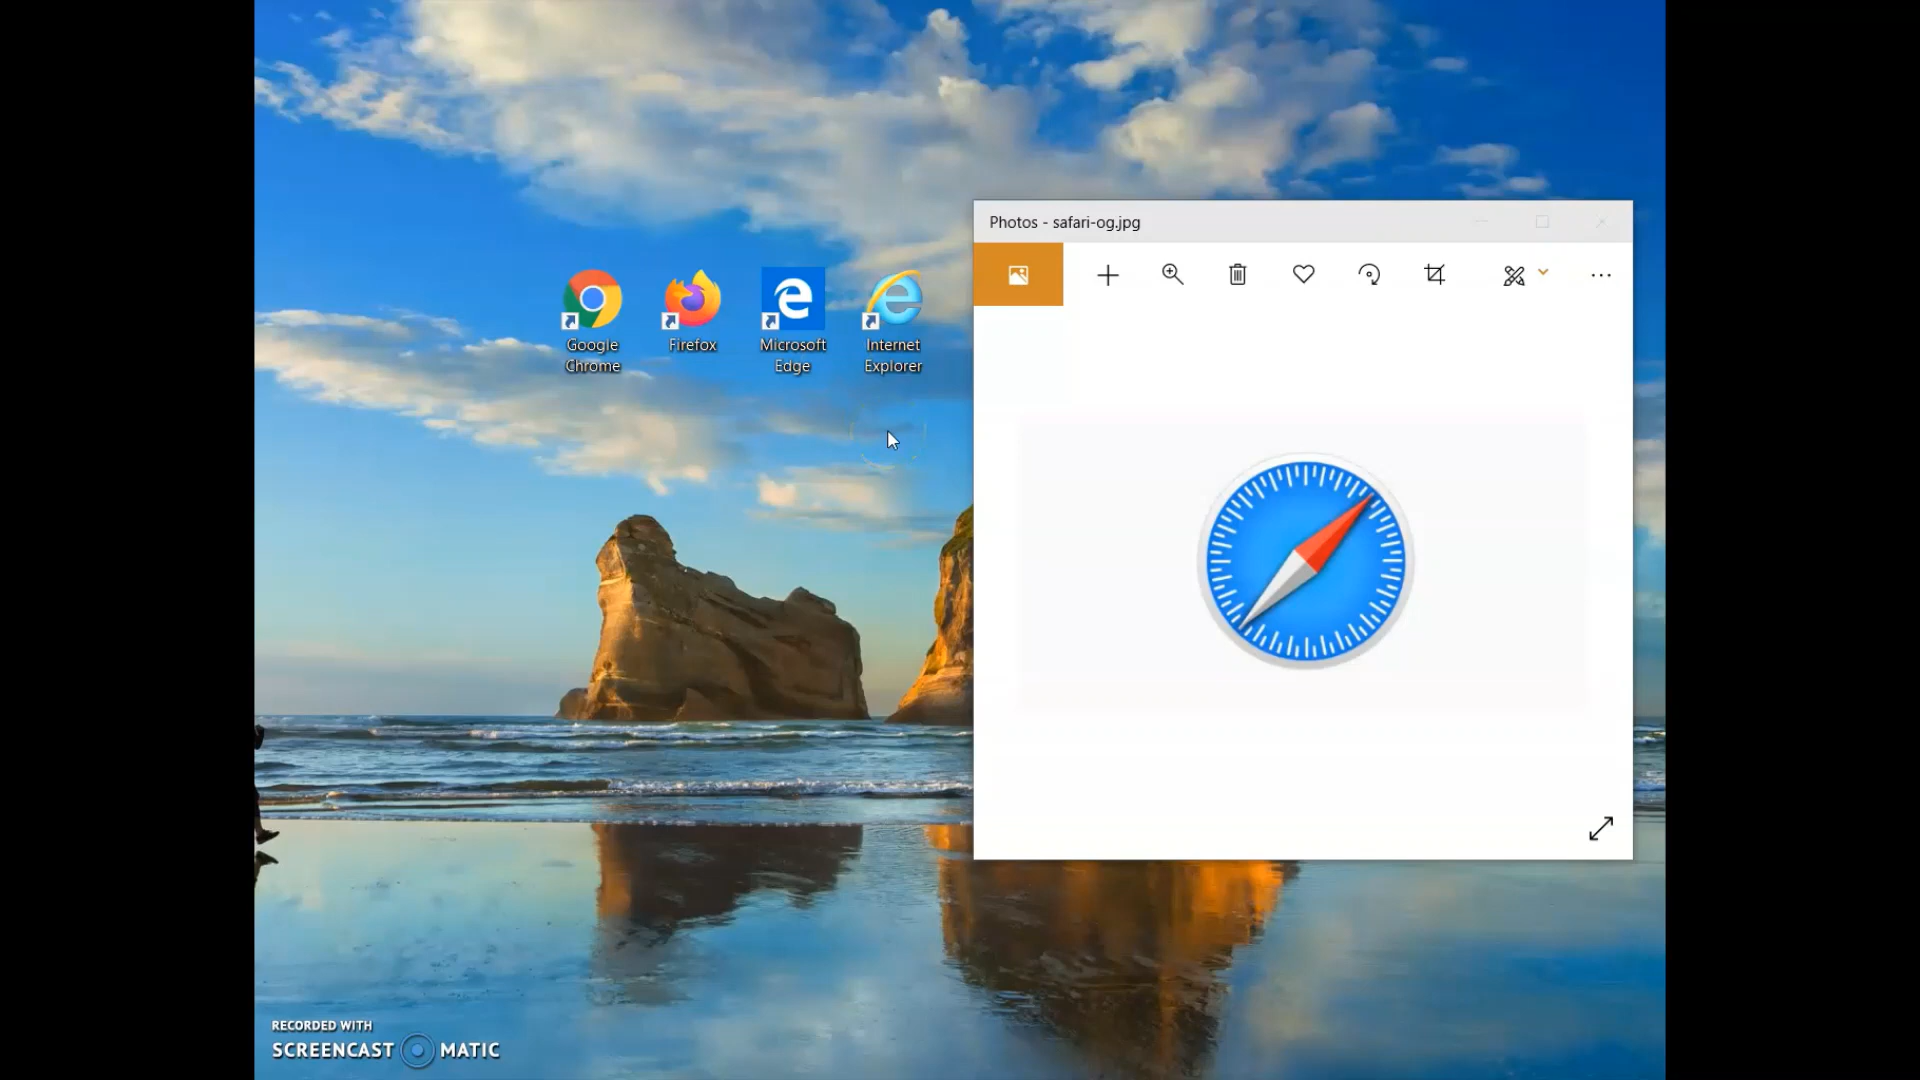 Photos - safari-og.jpg
Google
Chrome
Firefox
Microsoft
Edge
Internet
Explorer
RECORDED WITH
SCREENCAST MATIC